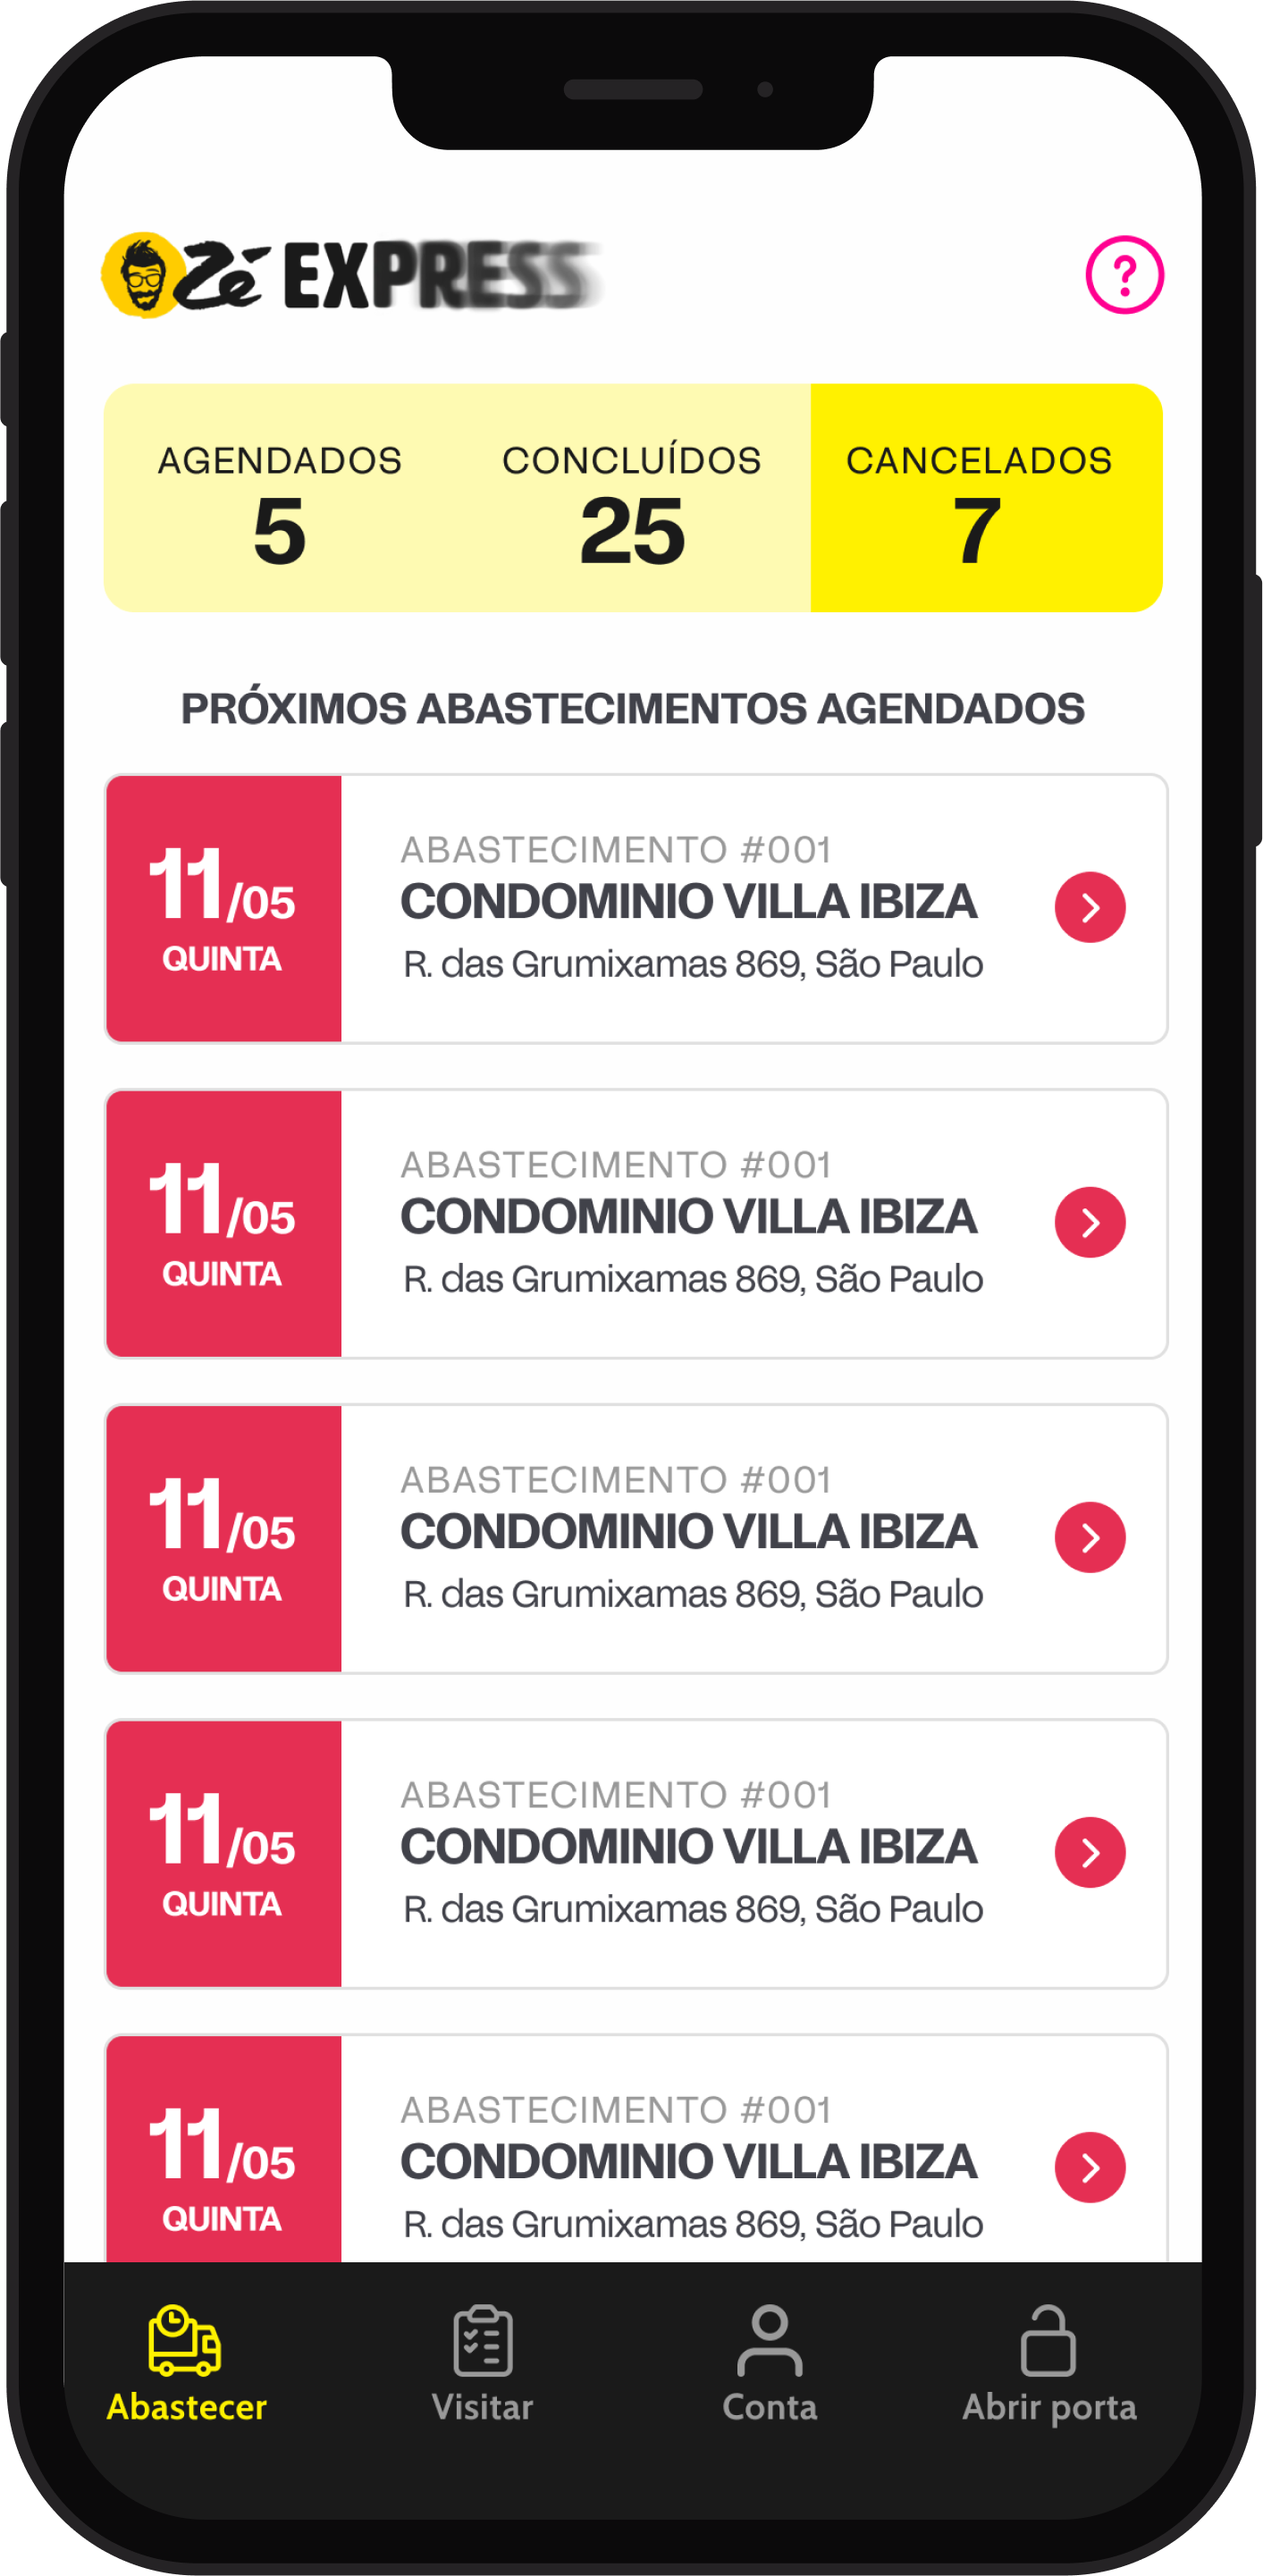 Zé EXPRESS
?
AGENDADOS CONCLUÍDOS CANCELADOS
5 25 7
PRÓXIMOS ABASTECIMENTOS AGENDADOS
11/05
QUINTA
ABASTECIMENTO #001
CONDOMINIO VILLA IBIZA
R. das Grumixamas 869, São Paulo
11/05
QUINTA
ABASTECIMENTO #001
CONDOMINIO VILLA IBIZA
R. das Grumixamas 869, São Paulo
11/05
QUINTA
ABASTECIMENTO #001
CONDOMINIO VILLA IBIZA
R. das Grumixamas 869, São Paulo
11/05
QUINTA
ABASTECIMENTO #001
CONDOMINIO VILLA IBIZA
R. das Grumixamas 869, São Paulo
11/05
QUINTA
ABASTECIMENTO #001
CONDOMINIO VILLA IBIZA
R. das Grumixamas 869, São Paulo
Abastecer Visitar Conta Abrir porta